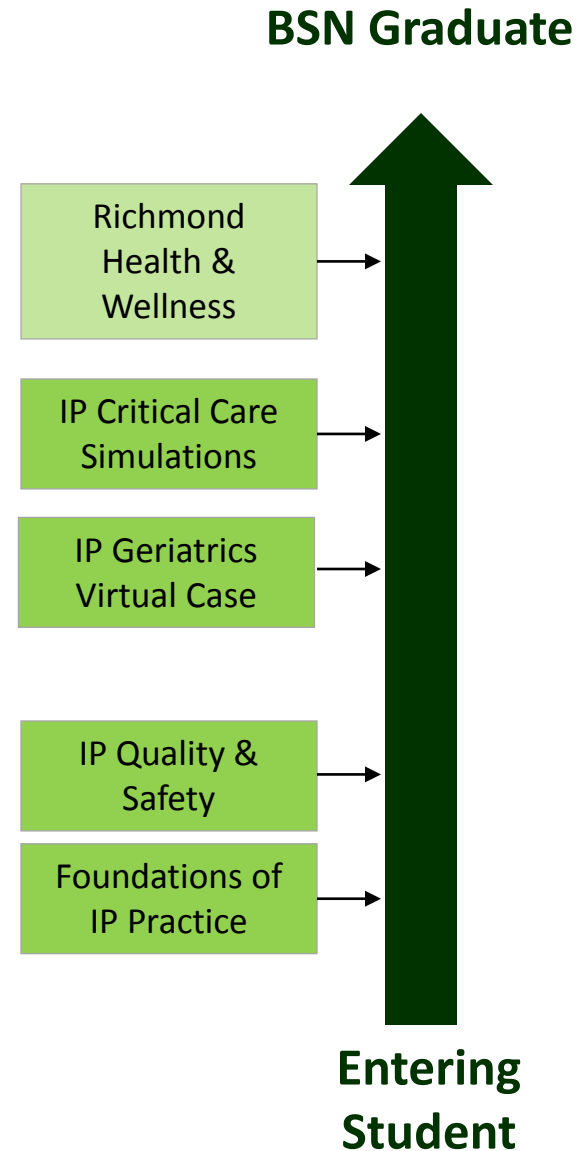 BSN Graduate
Richmond
Health &
Wellness
IP Critical Care
Simulations
IP Geriatrics
Virtual Case
IP Quality &
Safety
Foundations of
IP Practice
Entering
Student